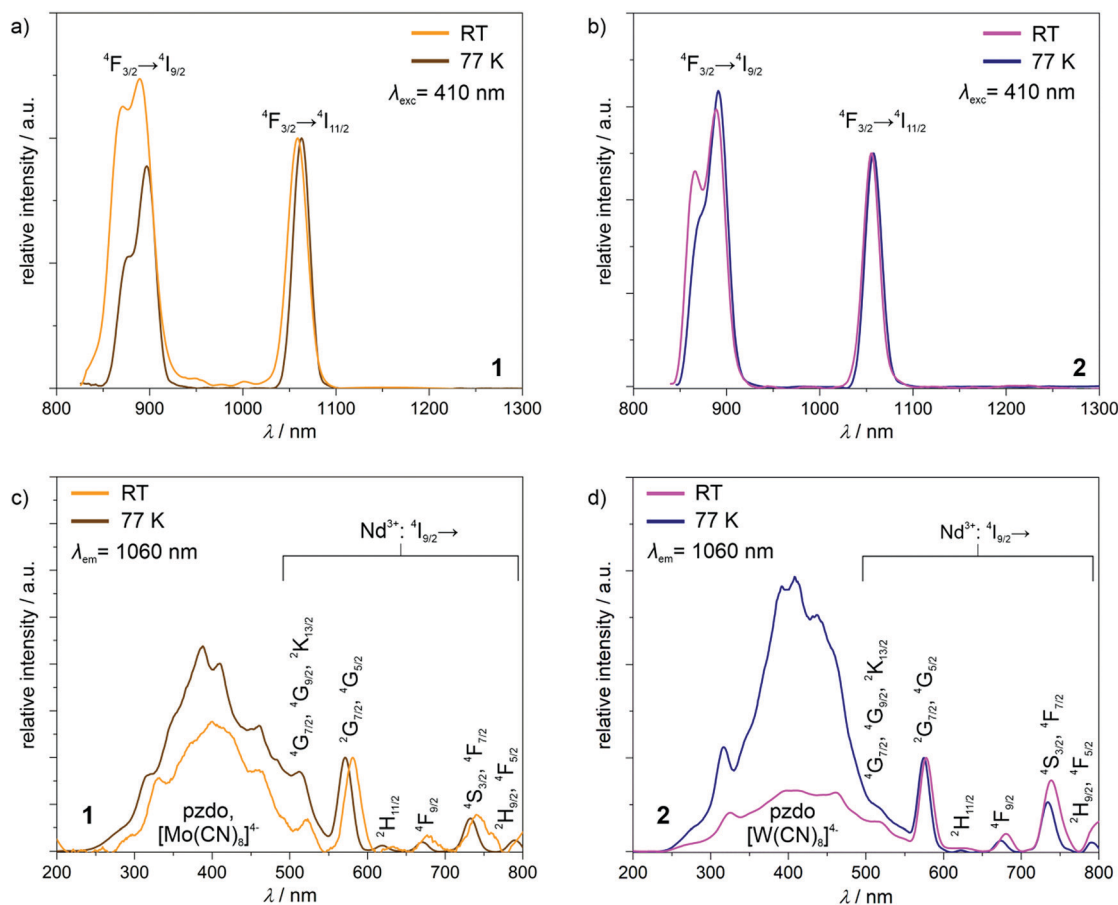 a)
RT
77 K
λexc= 410 nm
⁴F₃/₂→⁴I₉/₂
⁴F₃/₂→⁴I₁₁/₂
relative intensity / a.u.
1
800 900 1000 1100 1200 1300
λ / nm
b)
RT
77 K
λexc= 410 nm
⁴F₃/₂→⁴I₉/₂
⁴F₃/₂→⁴I₁₁/₂
relative intensity / a.u.
2
800 900 1000 1100 1200 1300
λ / nm
c)
RT
77 K
λem= 1060 nm
Nd³⁺: ⁴I₉/₂→
⁴G₇/₂, ⁴G₉/₂, ²K₁₃/₂
²G₇/₂, ⁴G₅/₂
²H₁₁/₂
⁴F₉/₂
⁴S₃/₂, ⁴F₇/₂
²H₉/₂, ⁴F₅/₂
relative intensity / a.u.
1
pzdo,
[Mo(CN)₈]⁴⁻
200 300 400 500 600 700 800
λ / nm
d)
RT
77 K
λem= 1060 nm
Nd³⁺: ⁴I₉/₂→
⁴G₇/₂, ⁴G₉/₂, ²K₁₃/₂
²G₇/₂, ⁴G₅/₂
²H₁₁/₂
⁴F₉/₂
⁴S₃/₂, ⁴F₇/₂
²H₉/₂, ⁴F₅/₂
relative intensity / a.u.
2
pzdo
[W(CN)₈]⁴⁻
200 300 400 500 600 700 800
λ / nm